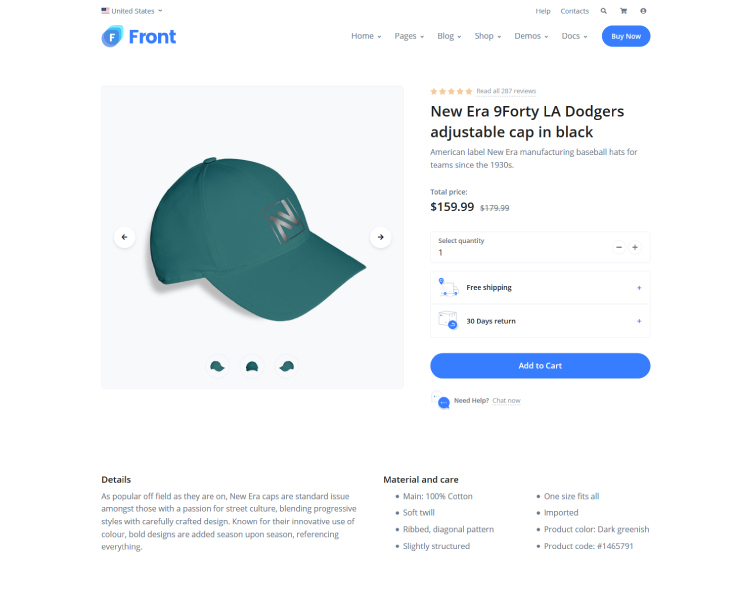 United States
Help Contacts
F Front
Home Pages Blog Shop Demos Docs Buy Now
Read all 287 reviews
New Era 9Forty LA Dodgers
adjustable cap in black
American label New Era manufacturing baseball hats for
teams since the 1930s.
Total price:
$159.99 $179.99
Select quantity
1
Free shipping
30 Days return
Add to Cart
Need Help? Chat now
Details
As popular off field as they are on, New Era caps are standard issue
amongst those with a passion for street culture, blending progressive
styles with carefully crafted design. Known for their innovative use of
colour, bold designs are added season upon season, referencing
everything.
Material and care
Main: 100% Cotton
Soft twill
Ribbed, diagonal pattern
Slightly structured
One size fits all
Imported
Product color: Dark greenish
Product code: #1465791